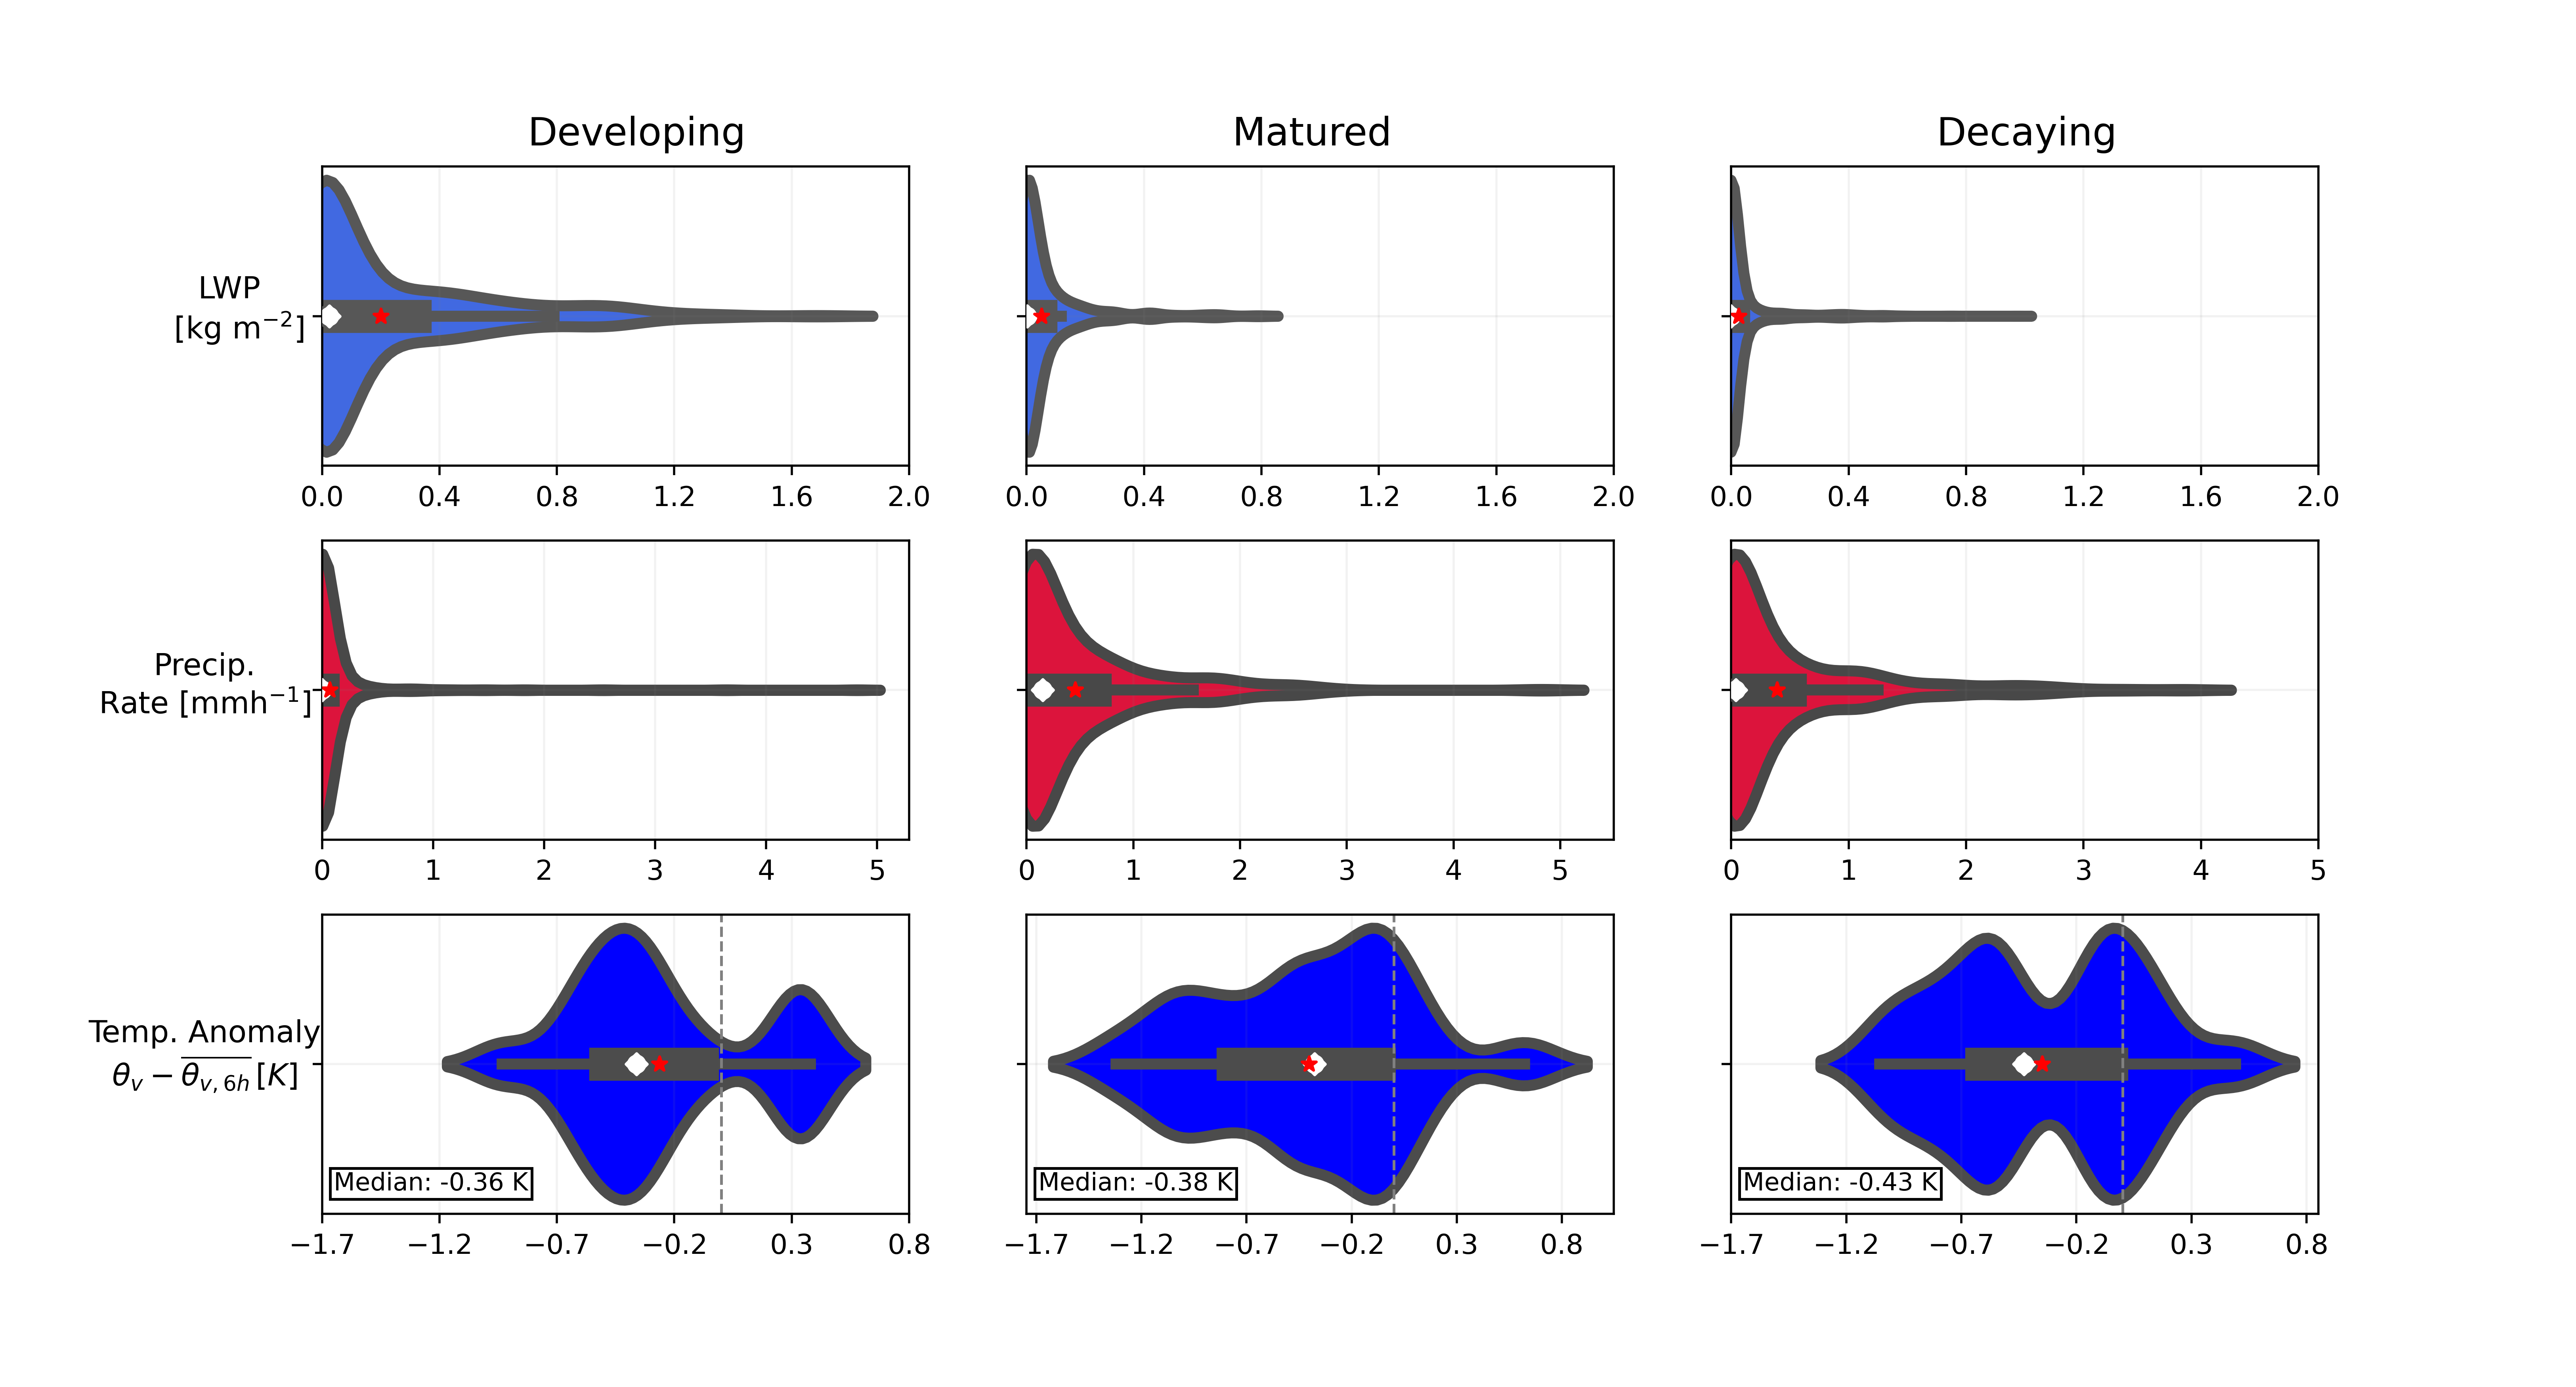 Developing Matured Decaying
LWP
[kg m⁻²]
0.0 0.4 0.8 1.2 1.6 2.0
0.0 0.4 0.8 1.2 1.6 2.0
0.0 0.4 0.8 1.2 1.6 2.0
Precip.
Rate [mmh⁻¹]
0 1 2 3 4 5
0 1 2 3 4 5
0 1 2 3 4 5
Temp. Anomaly
θᵥ − θ̅ᵥ,₆ₕ [K]
Median: -0.36 K
Median: -0.38 K
Median: -0.43 K
−1.7 −1.2 −0.7 −0.2 0.3 0.8
−1.7 −1.2 −0.7 −0.2 0.3 0.8
−1.7 −1.2 −0.7 −0.2 0.3 0.8